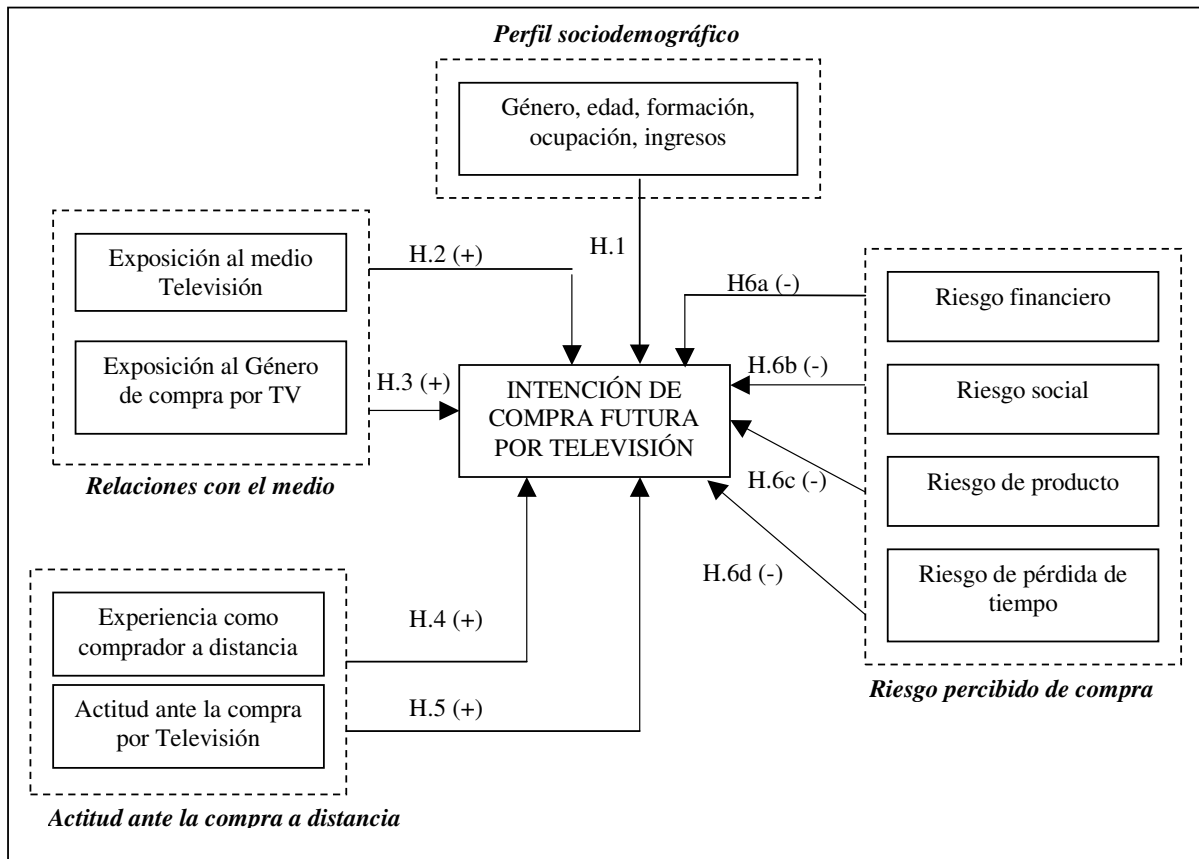 Perfil sociodemográfico
Género, edad, formación,
ocupación, ingresos
H.1
Exposición al medio
Televisión
H.2 (+)
Exposición al Género
de compra por TV
H.3 (+)
Relaciones con el medio
INTENCIÓN DE
COMPRA FUTURA
POR TELEVISIÓN
H6a (-)
Riesgo financiero
H.6b (-)
Riesgo social
H.6c (-)
Riesgo de producto
H.6d (-)
Riesgo de pérdida de
tiempo
Riesgo percibido de compra
Experiencia como
comprador a distancia
H.4 (+)
Actitud ante la compra
por Televisión
H.5 (+)
Actitud ante la compra a distancia